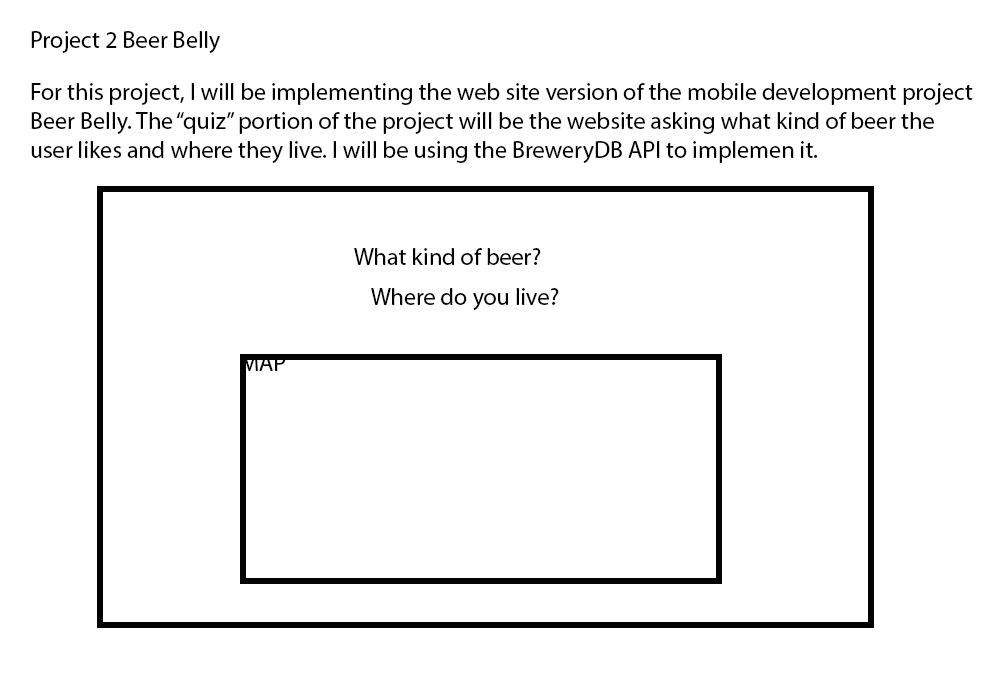 Project 2 Beer Belly
For this project, I will be implementing the web site version of the mobile development project
Beer Belly. The “quiz” portion of the project will be the website asking what kind of beer the
user likes and where they live. I will be using the BreweryDB API to implemen it.
What kind of beer?
Where do you live?
MAP